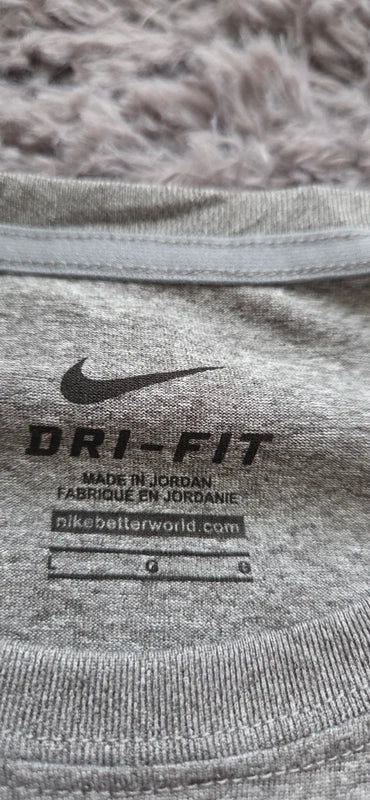 DRI-FIT
MADE IN JORDAN
FABRIQUÉ EN JORDANIE
nikebetterworld.com
L G G